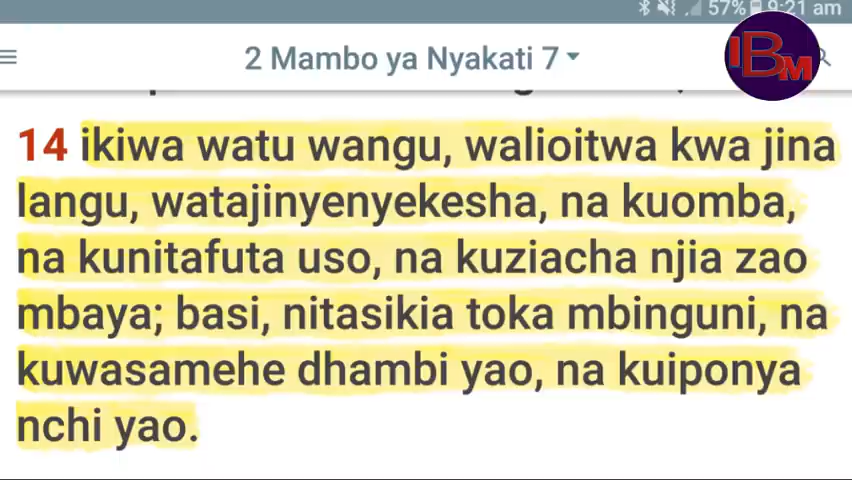 57% 9:21 am
2 Mambo ya Nyakati 7
IBM
14 ikiwa watu wangu, walioitwa kwa jina
langu, watajinyenyekesha, na kuomba,
na kunitafuta uso, na kuziacha njia zao
mbaya; basi, nitasikia toka mbinguni, na
kuwasamehe dhambi yao, na kuiponya
nchi yao.